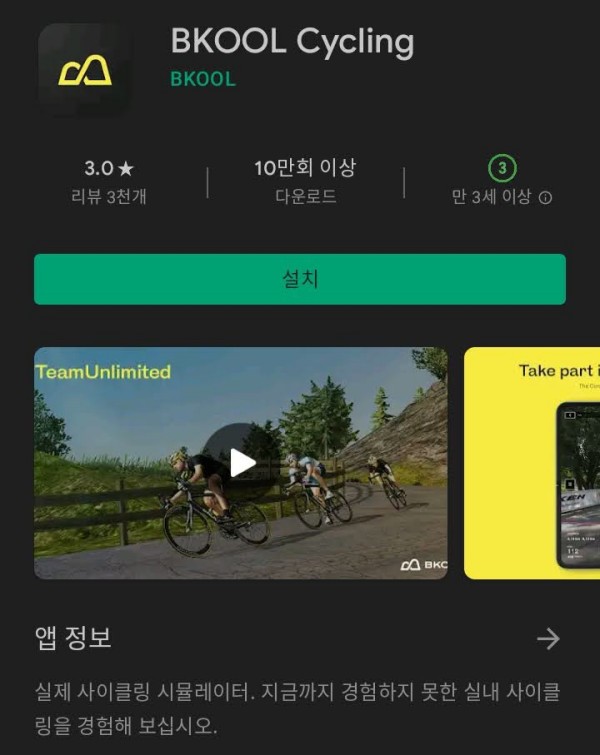 BKOOL Cycling
BKOOL
3.0 ★
리뷰 3천개
10만회 이상
다운로드
3
만 3세 이상
설치
TeamUnlimited
BKO
Take part i
앱 정보
실제 사이클링 시뮬레이터. 지금까지 경험하지 못한 실내 사이클
링을 경험해 보십시오.